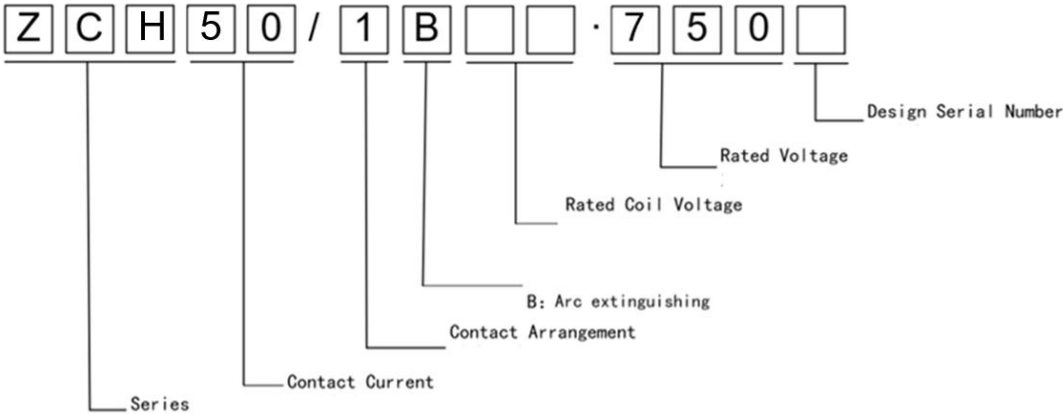 ZCH50/1B · 750
Design Serial Number
Rated Voltage
Rated Coil Voltage
B: Arc extinguishing
Contact Arrangement
Contact Current
Series